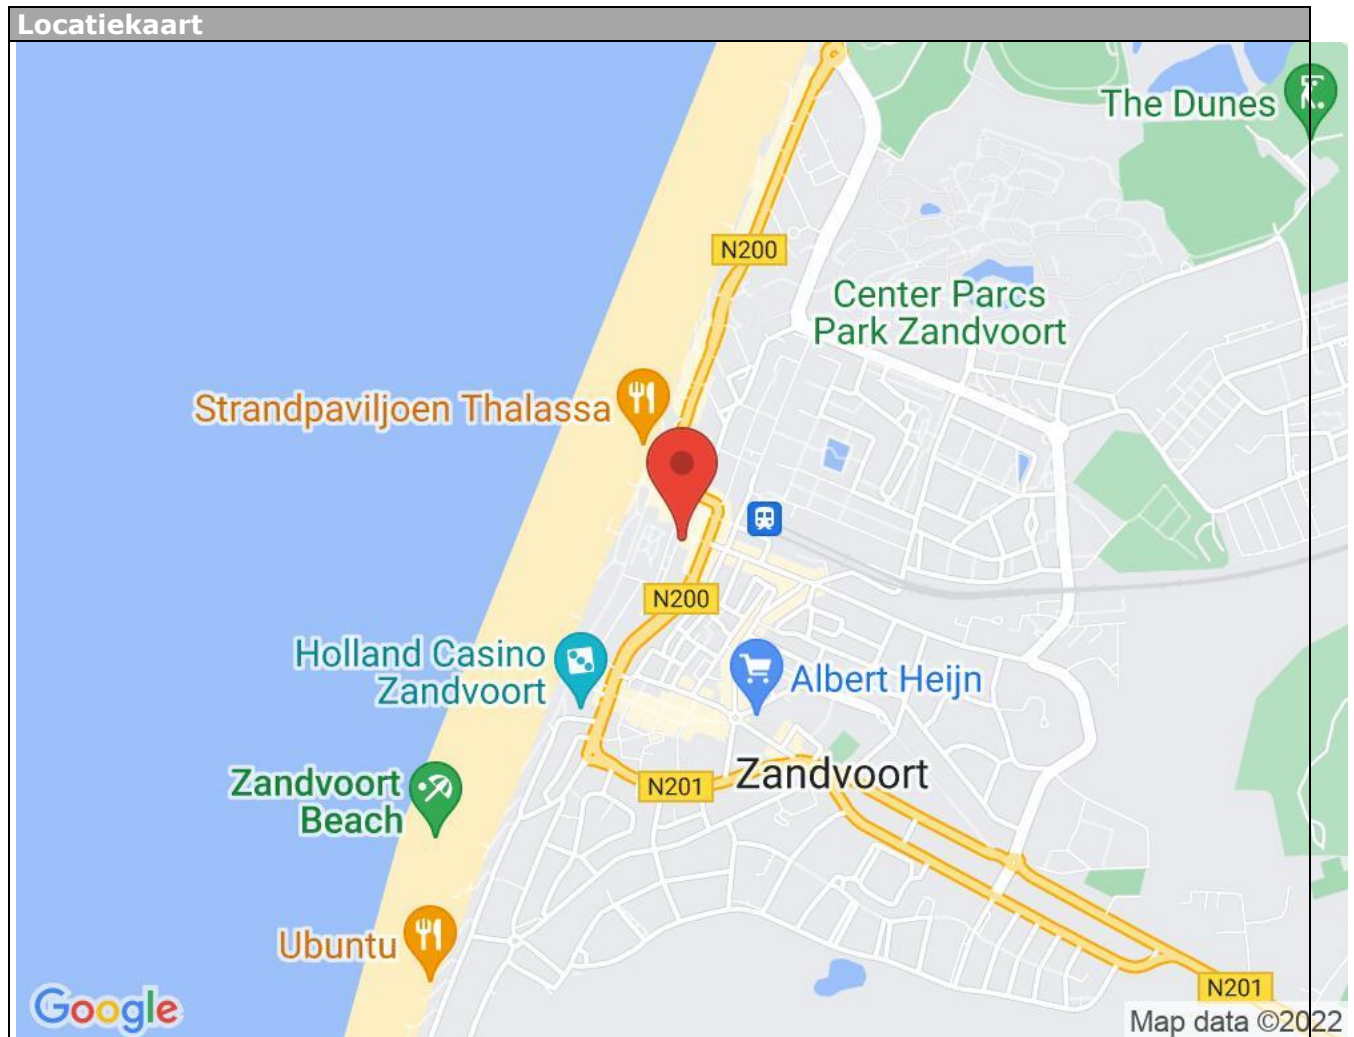 Locatiekaart
The Dunes
N200
Center Parcs
Park Zandvoort
Strandpaviljoen Thalassa
N200
Holland Casino
Zandvoort
Albert Heijn
Zandvoort
Beach
N201
Zandvoort
Ubuntu
N201
Google
Map data ©2022